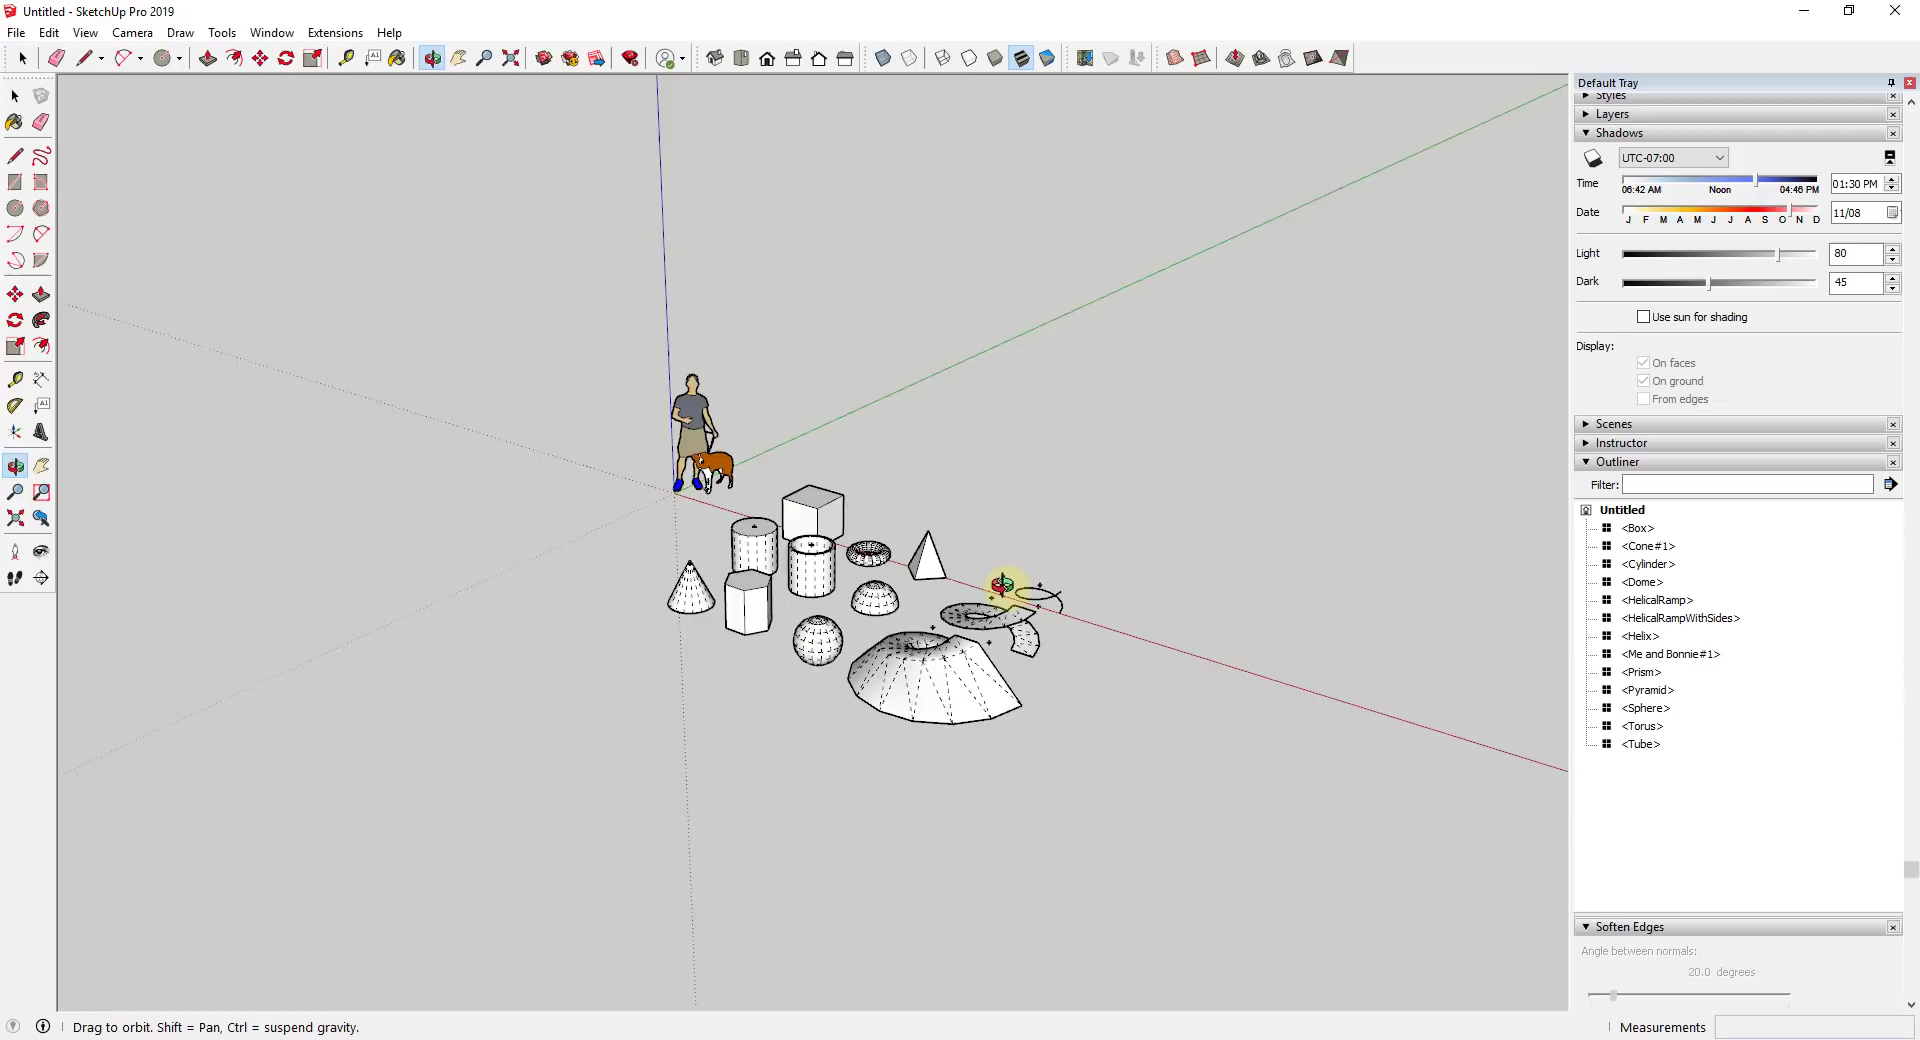 Untitled - SketchUp Pro 2019
File Edit View Camera Draw Tools Window Extensions Help
Default Tray
Styles
Layers
Shadows
UTC-07:00
Time 06:42 AM Noon 04:46 PM 01:30 PM
Date J F M A M J J A S O N D 11/08
Light 80
Dark 45
Use sun for shading
Display:
On faces
On ground
From edges
Scenes
Instructor
Outliner
Filter:
Untitled
<Box>
<Cone#1>
<Cylinder>
<Dome>
<HelicalRamp>
<HelicalRampWithSides>
<Helix>
<Me and Bonnie#1>
<Prism>
<Pyramid>
<Sphere>
<Torus>
<Tube>
Soften Edges
Angle between normals:
20.0 degrees
Drag to orbit. Shift = Pan, Ctrl = suspend gravity.
Measurements